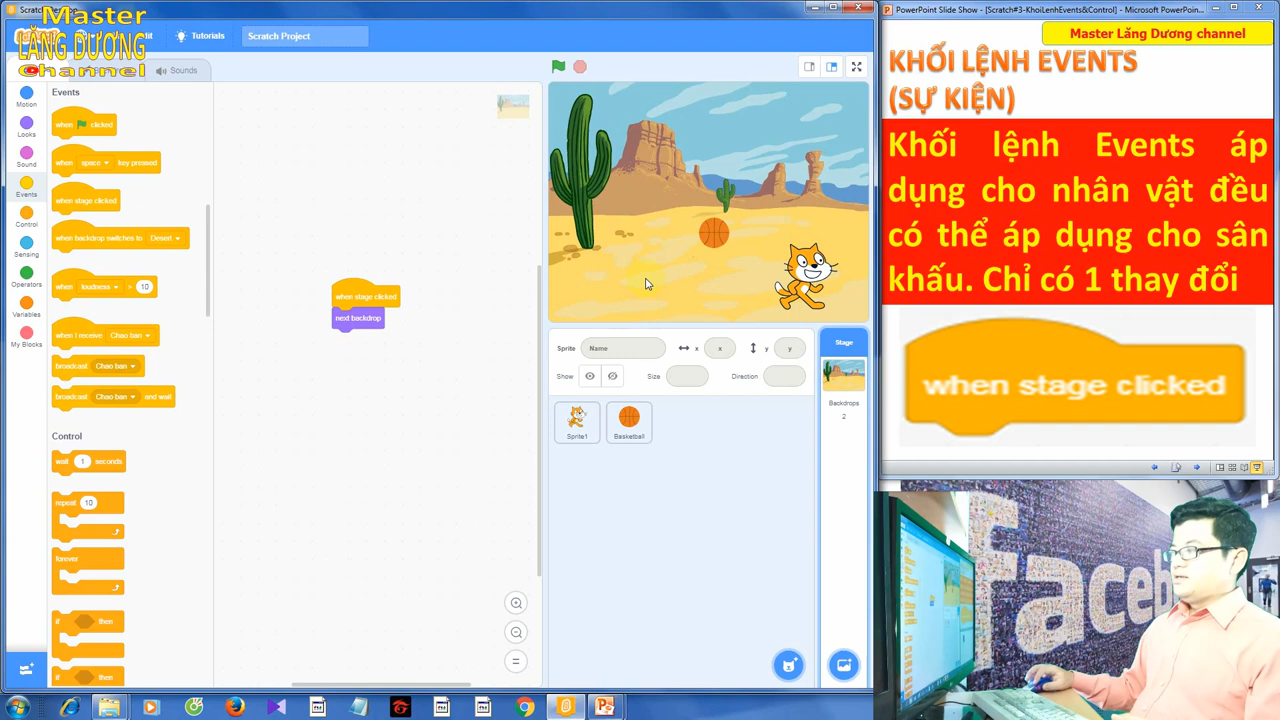 Master
LĂNG DƯƠNG
Channel
Tutorials
Scratch Project
Sounds
Motion
Looks
Sound
Events
Control
Sensing
Operators
Variables
My Blocks
Events
when clicked
when space key pressed
when stage clicked
when backdrop switches to Desert
when loudness > 10
when I receive Chao ban
broadcast Chao ban
broadcast Chao ban and wait
Control
wait 1 seconds
repeat 10
forever
if then
if then
when stage clicked
next backdrop
Sprite Name x x y y
Show Size Direction
Sprite1
Basketball
Stage
Backdrops
2
PowerPoint Slide Show - [Scratch#3-KhoiLenhEvents&Control] - Microsoft PowerPoin...
Master Lăng Dương channel
KHỐI LỆNH EVENTS
(SỰ KIỆN)
Khối lệnh Events áp
dụng cho nhân vật đều
có thể áp dụng cho sân
khấu. Chỉ có 1 thay đổi
when stage clicked